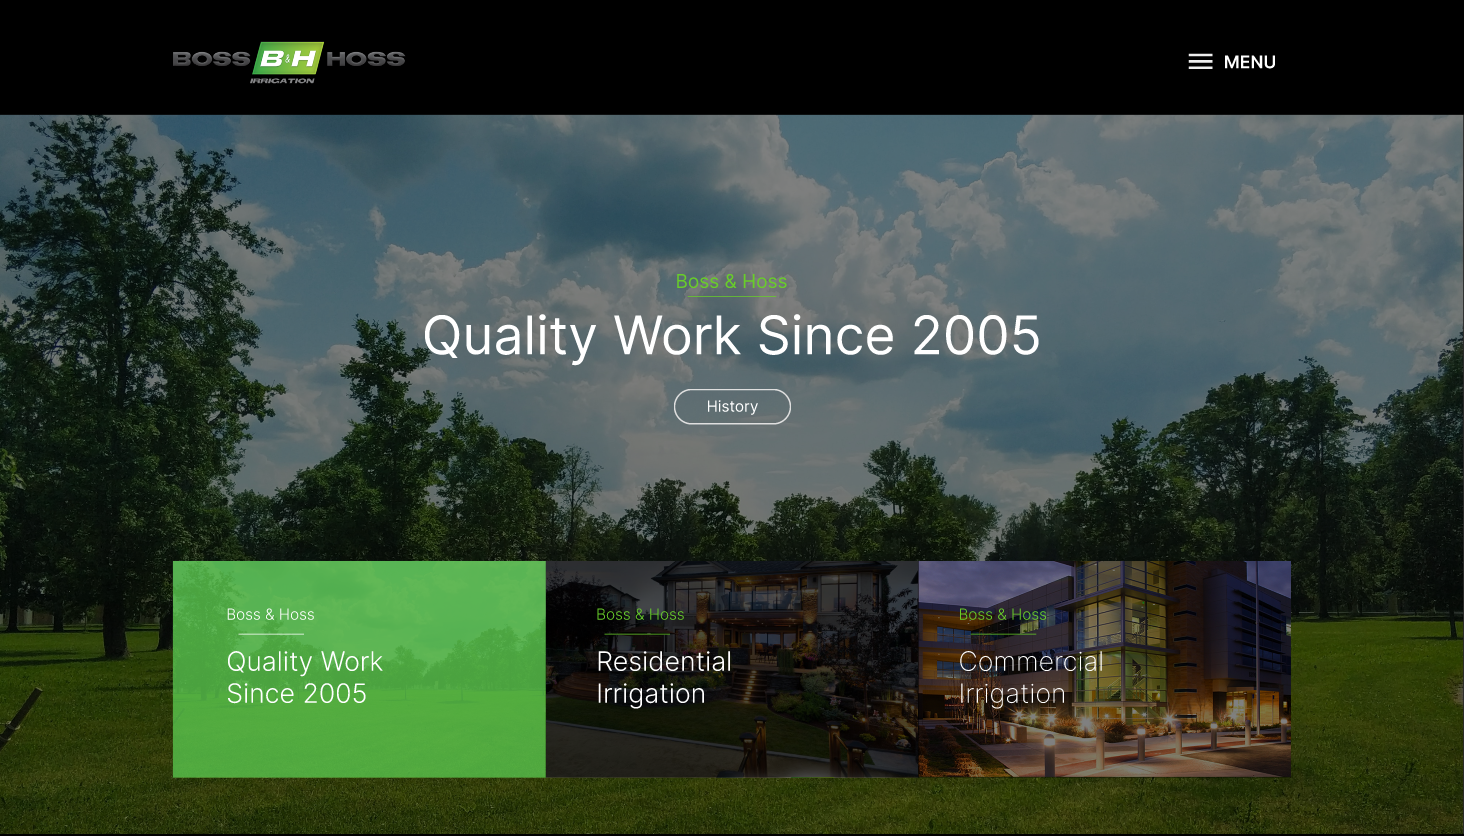 BOSS B&H HOSS
IRRIGATION
MENU
Boss & Hoss
Quality Work Since 2005
History
Boss & Hoss
Quality Work
Since 2005
Boss & Hoss
Residential
Irrigation
Boss & Hoss
Commercial
Irrigation